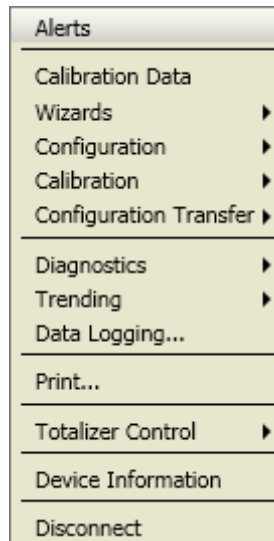 Alerts
Calibration Data
Wizards
Configuration
Calibration
Configuration Transfer
Diagnostics
Trending
Data Logging...
Print...
Totalizer Control
Device Information
Disconnect